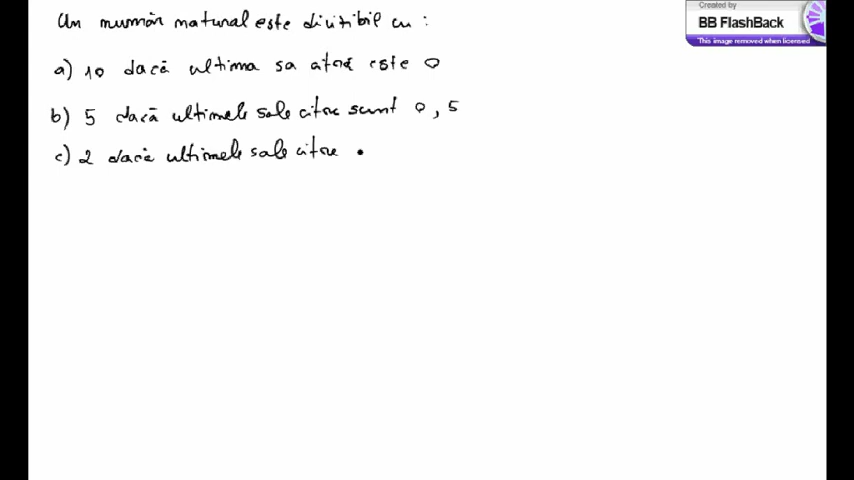 Un număr natural este divizibil cu :
a) 10 dacă ultima sa cifră este 0
b) 5 dacă ultimele sale cifre sunt 0, 5
c) 2 dacă ultimele sale cifre
Created by
BB FlashBack
This image removed when licensed